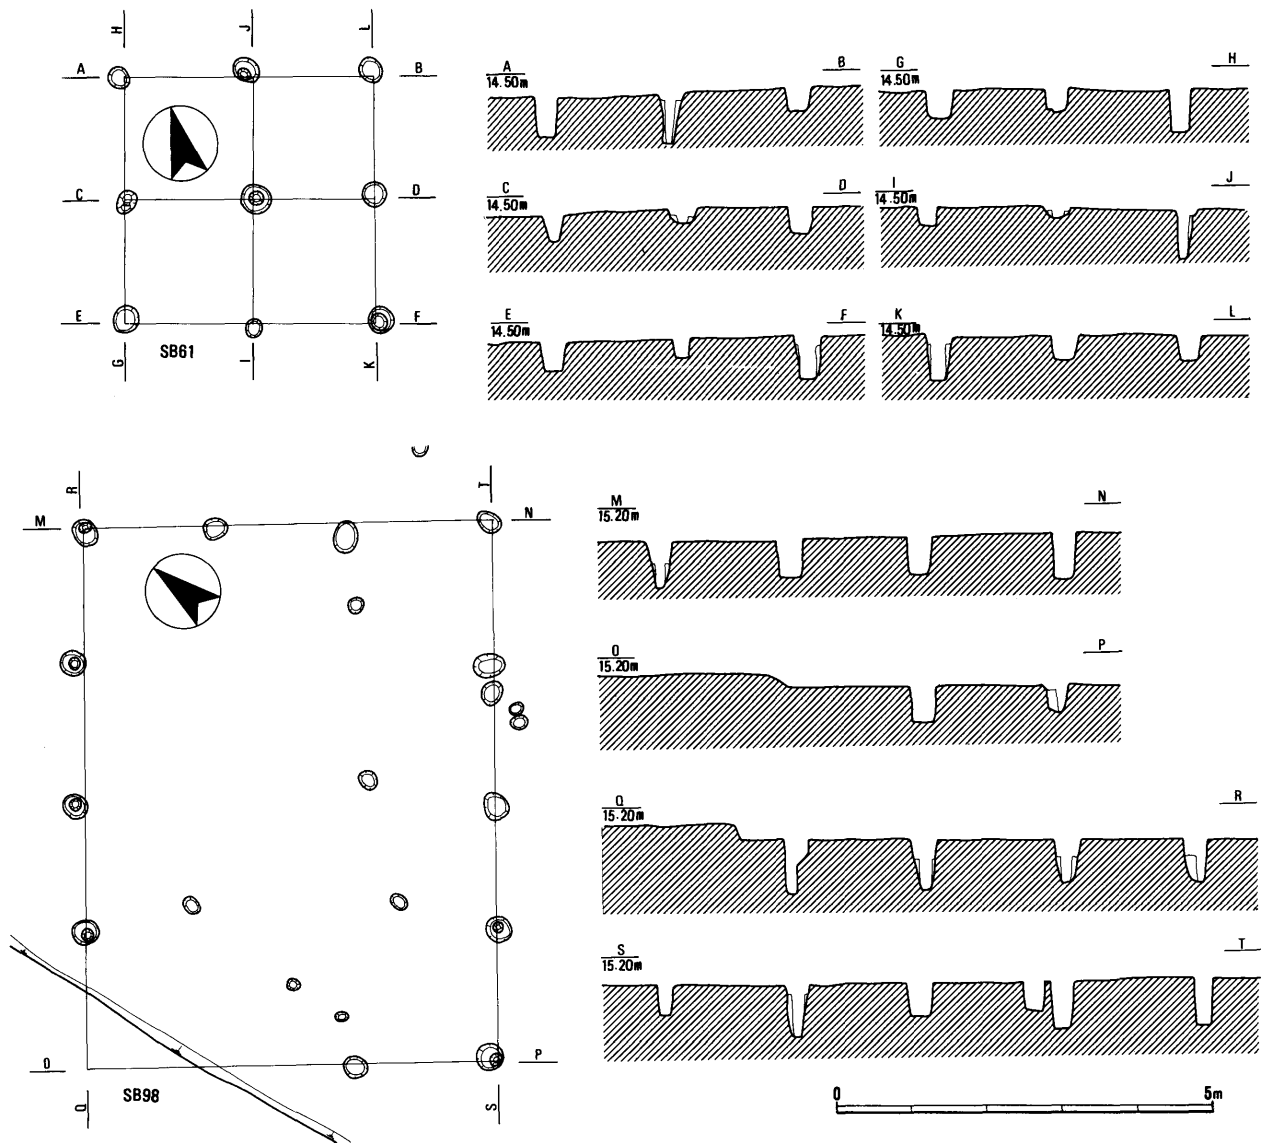 H J L
A B
C D
E F
SB61
G I K
A B
14.50m
G H
14.50m
C D
14.50m
I J
14.50m
E F
14.50m
K L
14.50m
R T
M N
O P
SB98
Q S
M N
15.20m
O P
15.20m
Q R
15.20m
S T
15.20m
0 5m